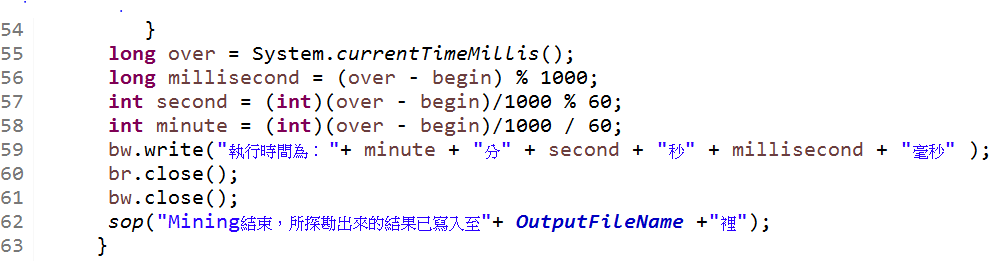 54 }
55 long over = System.currentTimeMillis();
56 long millisecond = (over - begin) % 1000;
57 int second = (int)(over - begin)/1000 % 60;
58 int minute = (int)(over - begin)/1000 / 60;
59 bw.write("執行時間為："+ minute + "分" + second + "秒" + millisecond + "毫秒" );
60 br.close();
61 bw.close();
62 sop("Mining結束，所探勘出來的結果已寫入至"+ OutputFileName +"裡");
63 }